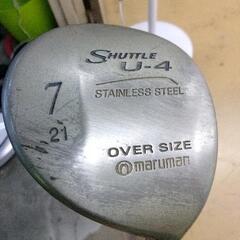 SHUTTLE
U-4
STAINLESS STEEL
7
21
OVER SIZE
maruman